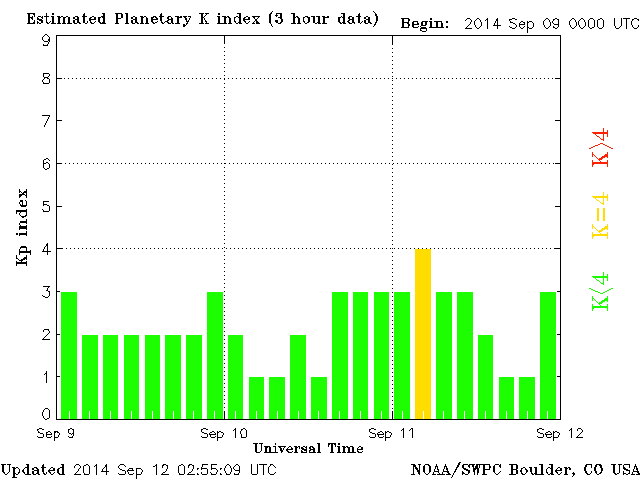 Estimated Planetary K index (3 hour data)
Begin: 2014 Sep 09 0000 UTC
9
8
7
6
5
4
3
2
1
0
Kp index
Sep 9
Sep 10
Sep 11
Sep 12
Universal Time
K>4
K=4
K<4
Updated 2014 Sep 12 02:55:09 UTC
NOAA/SWPC Boulder, CO USA